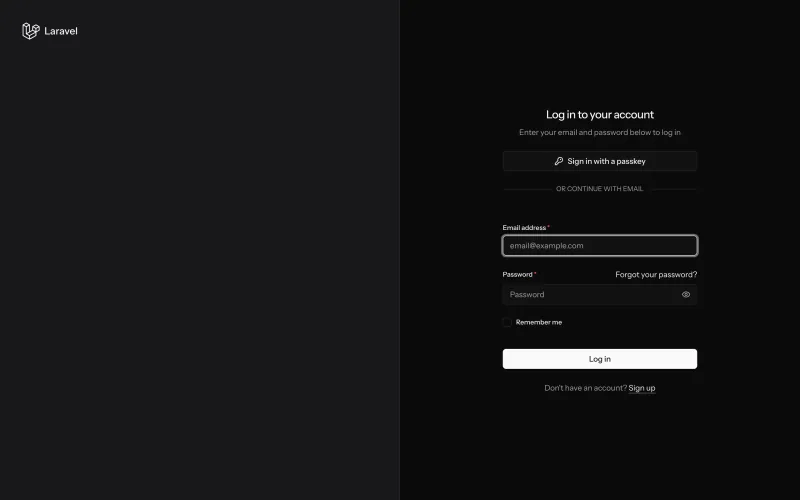 Laravel
Log in to your account
Enter your email and password below to log in
Sign in with a passkey
OR CONTINUE WITH EMAIL
Email address *
email@example.com
Password * Forgot your password?
Password
Remember me
Log in
Don't have an account? Sign up